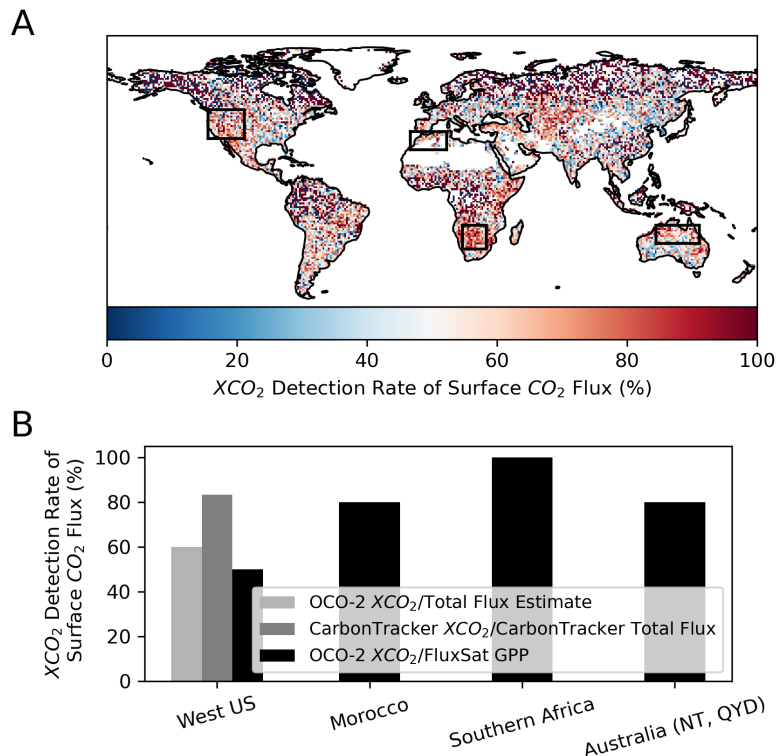 A
0 20 40 60 80 100
XCO₂ Detection Rate of Surface CO₂ Flux (%)
B
XCO₂ Detection Rate of
Surface CO₂ Flux (%)
100
80
60
40
20
0
OCO-2 XCO₂/Total Flux Estimate
CarbonTracker XCO₂/CarbonTracker Total Flux
OCO-2 XCO₂/FluxSat GPP
West US
Morocco
Southern Africa
Australia (NT, QYD)